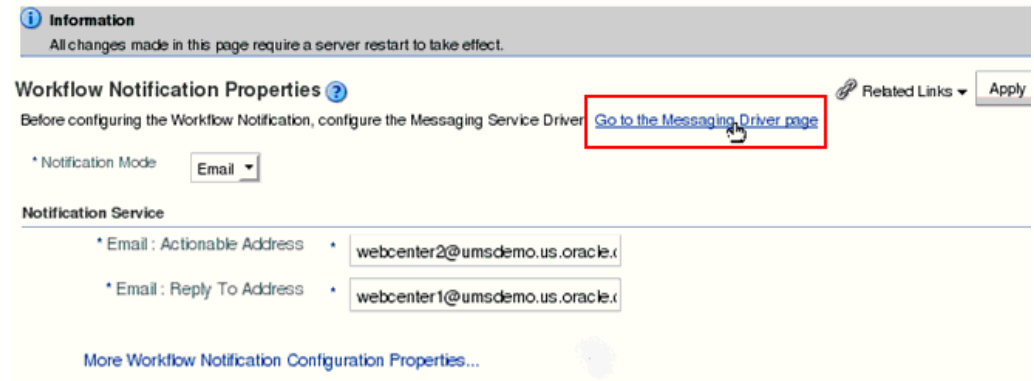 Information
All changes made in this page require a server restart to take effect.
Workflow Notification Properties
Related Links
Apply
Before configuring the Workflow Notification, configure the Messaging Service Driver Go to the Messaging Driver page
* Notification Mode Email
Notification Service
* Email : Actionable Address webcenter2@umsdemo.us.oracle.
* Email : Reply To Address webcenter1@umsdemo.us.oracle.
More Workflow Notification Configuration Properties...